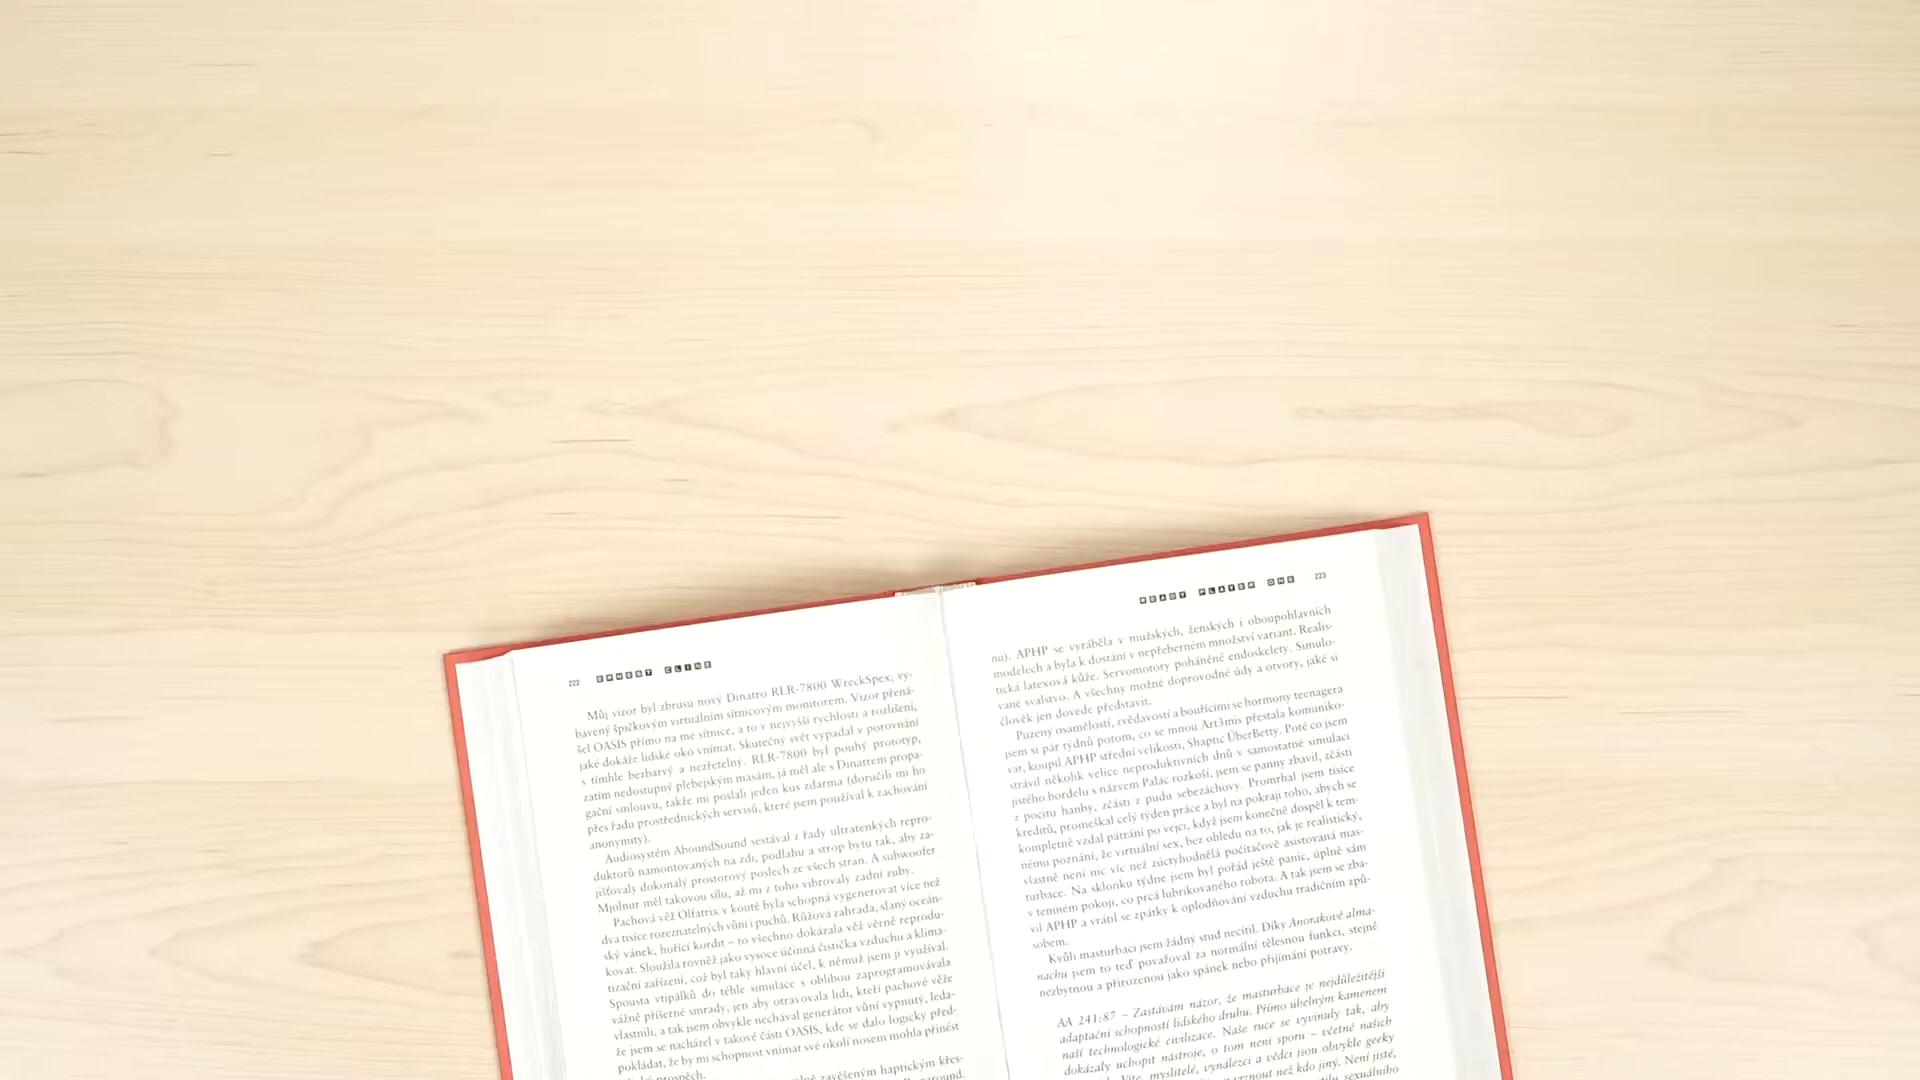 222 ERNEST CLINE
Můj vizor byl zbrusu nový Dinatro RLR-7800 WreckSpex, vy-
bavený špičkovým virtuálním sítnicovým monitorem. Vizor přená-
šel OASIS přímo na mé sítnice, a to v nejvyšší rychlosti a rozlišení,
jaké dokáže lidské oko vnímat. Skutečný svět vypadal v porovnání
s tímhle bezbarvý a nezřetelný. RLR-7800 byl pouhý prototyp,
zatím nedostupný plebejským masám, já měl ale s Dinatrem propa-
gační smlouvu, takže mi poslali jeden kus zdarma (doručili mi ho
přes řadu prostřednických servisů, které jsem používal k zachování
anonymity).
Audiosystém AboundSound sestával z řady ultratenkých repro-
duktorů namontovaných na zdi, podlahu a strop bytu tak, aby za-
jišťovaly dokonalý prostorový poslech ze všech stran. A subwoofer
Mjolnur měl takovou sílu, až mi z toho vibrovaly zadní zuby.
Pachová věž Olfatrix v koutě byla schopná vygenerovat více než
dva tisíce rozeznatelných vůní i puchů. Růžová zahrada, slaný oceán-
ský vánek, hořící kordit – to všechno dokázala věž věrně reprodu-
kovat. Sloužila rovněž jako vysoce účinná čistička vzduchu a klima-
tizační zařízení, což byl taky hlavní účel, k němuž jsem ji využíval.
Spousta vtipálků do téhle simulace s oblibou zaprogramovávala
vážně příšerné smrady, jen aby otravovala lidi, kteří pachové věže
vlastnili, a tak jsem obvykle nechával generátor vůní vypnutý, leda-
že jsem se nacházel v takové části OASIS, kde se dalo logicky před-
pokládat, že by mi schopnost vnímat své okolí nosem mohla přinést
prospěch.
zavěšeným haptickým křes-
READY PLAYER ONE 223
nu). APHP se vyráběla v mužských, ženských i oboupohlavních
modelech a byla k dostání v nepřeberném množství variant. Realis-
tická latexová kůže. Servomotory poháněné endoskelety. Simulo-
vané svalstvo. A všechny možné doprovodné údy a otvory, jaké si
člověk jen dovede představit.
Puzený osamělostí, zvědavostí a bouřícími se hormony teenagera
jsem si pár týdnů potom, co se mnou Art3mis přestala komuniko-
vat, koupil APHP střední velikosti, Shaptic ÜberBetty. Poté co jsem
strávil několik velice neproduktivních dnů v samostatné simulaci
jistého bordelu s názvem Palác rozkoší, jsem se panny zbavil, zčásti
z pocitu hanby, zčásti z pudu sebezáchovy. Promrhal jsem tisíce
kreditů, promeškal celý týden práce a byl na pokraji toho, abych se
kompletně vzdal pátrání po vejci, když jsem konečně dospěl k tem-
nému poznání, že virtuální sex, bez ohledu na to, jak je realistický,
vlastně není nic víc než zúctyhodnělá počítačově asistovaná mas-
turbace. Na sklonku týdne jsem byl pořád ještě panic, úplně sám
v temném pokoji, co prcá lubrikovaného robota. A tak jsem se zba-
vil APHP a vrátil se zpátky k oplodňování vzduchu tradičním způ-
sobem.
Kvůli masturbaci jsem žádný stud necítil. Díky Anorakově alma-
nachu jsem to teď považoval za normální tělesnou funkci, stejně
nezbytnou a přirozenou jako spánek nebo přijímání potravy.
AA 241:87 – Zastávám názor, že masturbace je nejdůležitější
adaptační schopností lidského druhu. Přímo úhelným kamenem
naší technologické civilizace. Naše ruce se vyvinuly tak, aby
dokázaly uchopit nástroje, o tom není sporu – včetně našich
Víte, myslitelé, vynálezci a vědci jsou obvykle geeky
vrznout než kdo jiný. Není jisté,
sexuálního